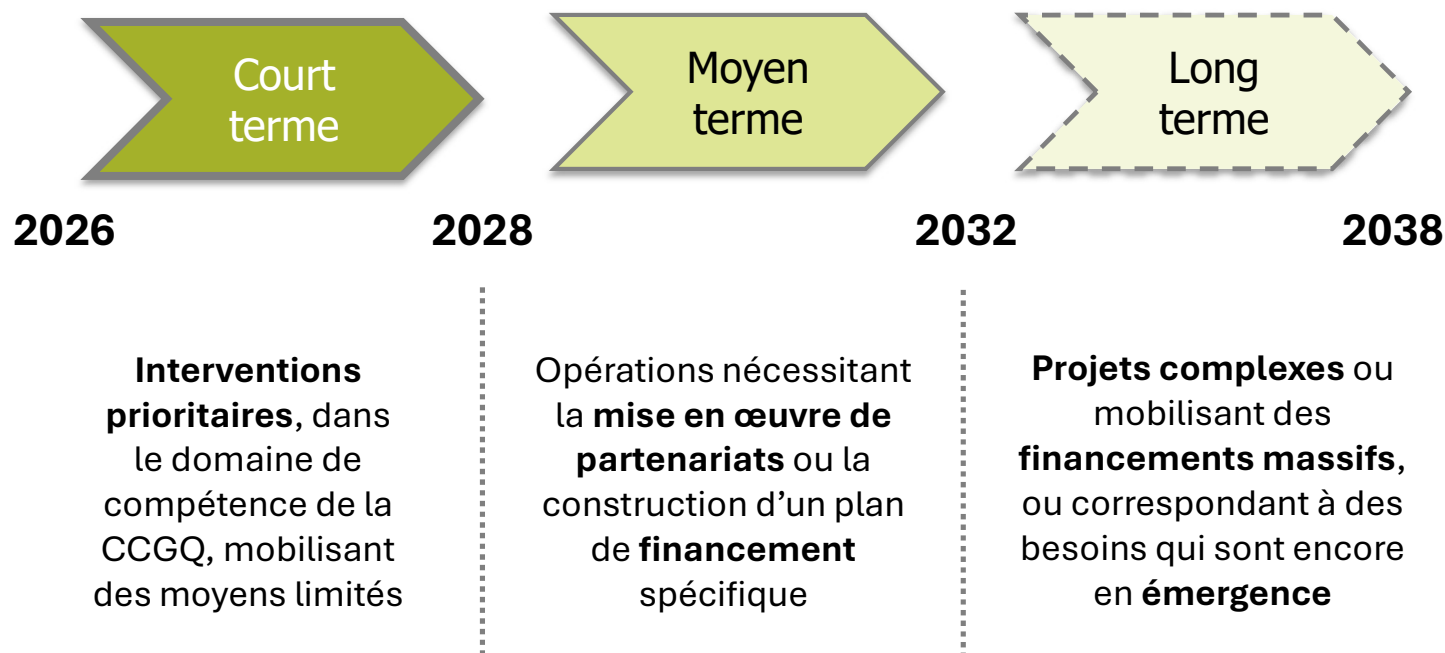 Court
terme
Moyen
terme
Long
terme
2026
2028
2032
2038
Interventions
prioritaires, dans
le domaine de
compétence de la
CCGQ, mobilisant
des moyens limités
Opérations nécessitant
la mise en œuvre de
partenariats ou la
construction d’un plan
de financement
spécifique
Projets complexes ou
mobilisant des
financements massifs,
ou correspondant à des
besoins qui sont encore
en émergence